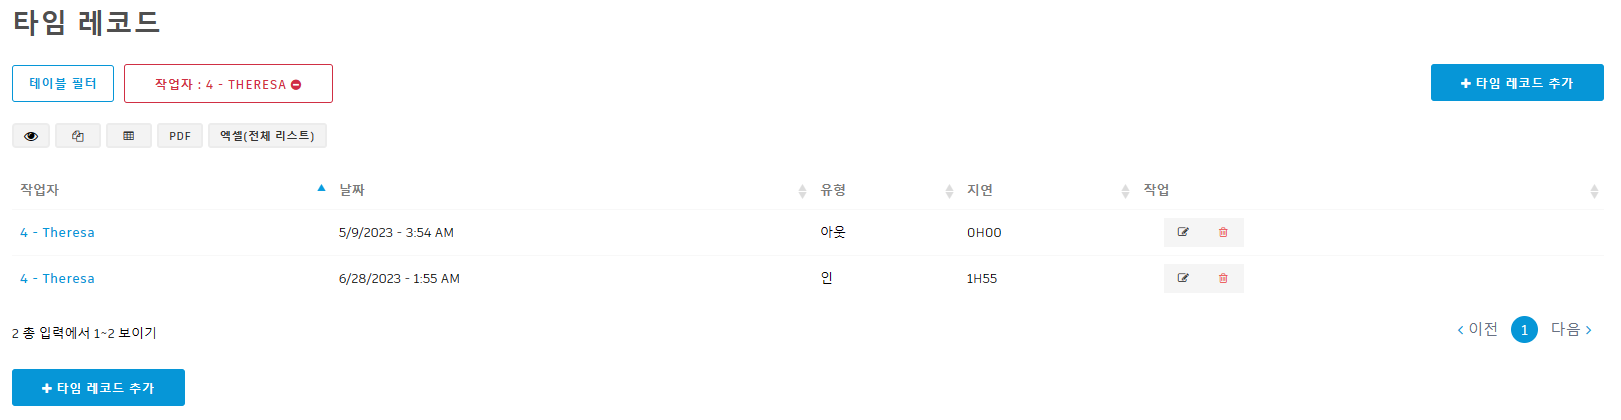 타임 레코드
테이블 필터
작업자 : 4 - THERESA
타임 레코드 추가
PDF
엑셀(전체 리스트)
작업자 날짜 유형 지연 작업
4 - Theresa 5/9/2023 - 3:54 AM 아웃 0H00
4 - Theresa 6/28/2023 - 1:55 AM 인 1H55
2 총 입력에서 1~2 보이기
이전 1 다음
타임 레코드 추가